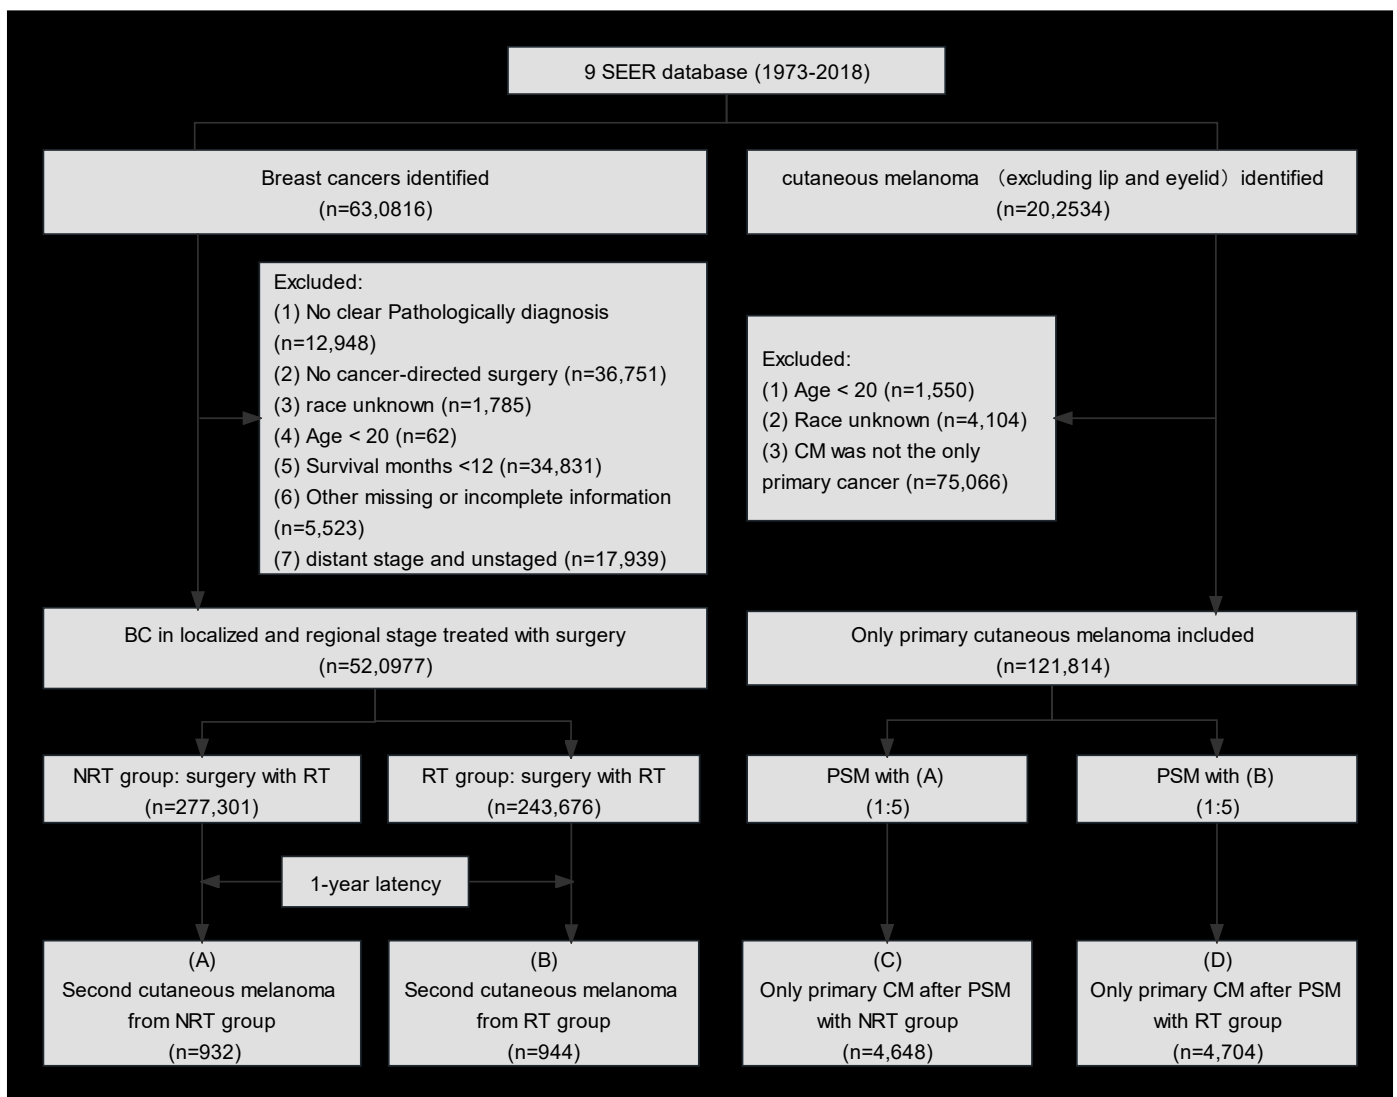 9 SEER database (1973-2018)
Breast cancers identified
(n=63,0816)
cutaneous melanoma （excluding lip and eyelid）identified
(n=20,2534)
Excluded:
(1) No clear Pathologically diagnosis
(n=12,948)
(2) No cancer-directed surgery (n=36,751)
(3) race unknown (n=1,785)
(4) Age < 20 (n=62)
(5) Survival months <12 (n=34,831)
(6) Other missing or incomplete information
(n=5,523)
(7) distant stage and unstaged (n=17,939)
Excluded:
(1) Age < 20 (n=1,550)
(2) Race unknown (n=4,104)
(3) CM was not the only
primary cancer (n=75,066)
BC in localized and regional stage treated with surgery
(n=52,0977)
Only primary cutaneous melanoma included
(n=121,814)
NRT group: surgery with RT
(n=277,301)
RT group: surgery with RT
(n=243,676)
PSM with (A)
(1:5)
PSM with (B)
(1:5)
1-year latency
(A)
Second cutaneous melanoma
from NRT group
(n=932)
(B)
Second cutaneous melanoma
from RT group
(n=944)
(C)
Only primary CM after PSM
with NRT group
(n=4,648)
(D)
Only primary CM after PSM
with RT group
(n=4,704)